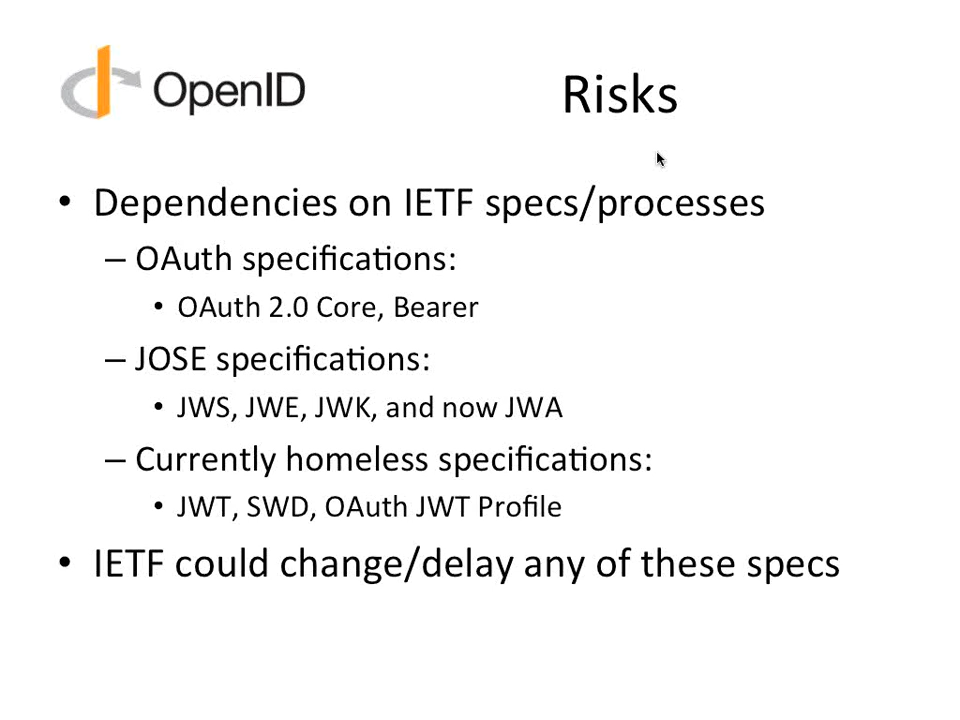 OpenID
Risks
• Dependencies on IETF specs/processes
– OAuth specifications:
• OAuth 2.0 Core, Bearer
– JOSE specifications:
• JWS, JWE, JWK, and now JWA
– Currently homeless specifications:
• JWT, SWD, OAuth JWT Profile
• IETF could change/delay any of these specs